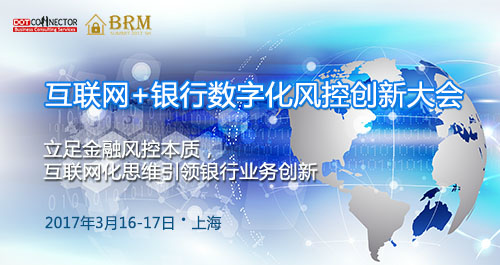 DOTCONNECTOR
Business Consulting Services
BRM
互联网+银行数字化风控创新大会
立足金融风控本质，
互联网化思维引领银行业务创新
2017年3月16-17日·上海